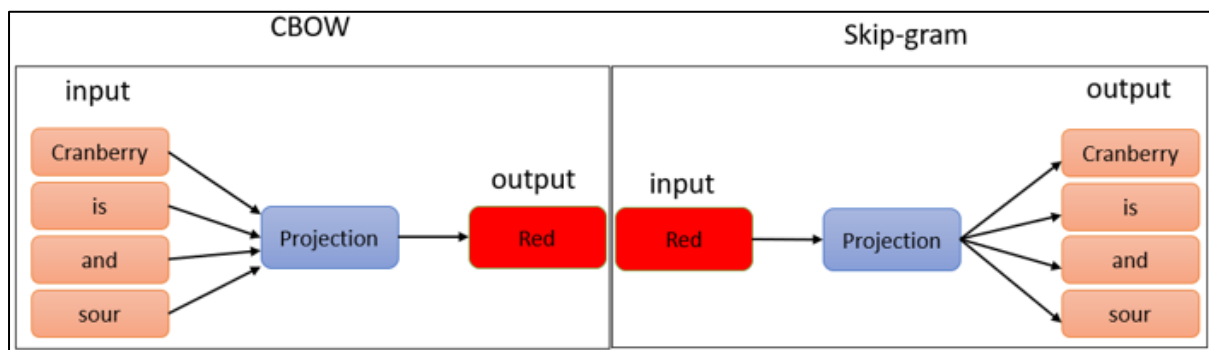 CBOW
input
Cranberry
is
and
sour
Projection
output
Red
Skip-gram
input
Red
Projection
output
Cranberry
is
and
sour